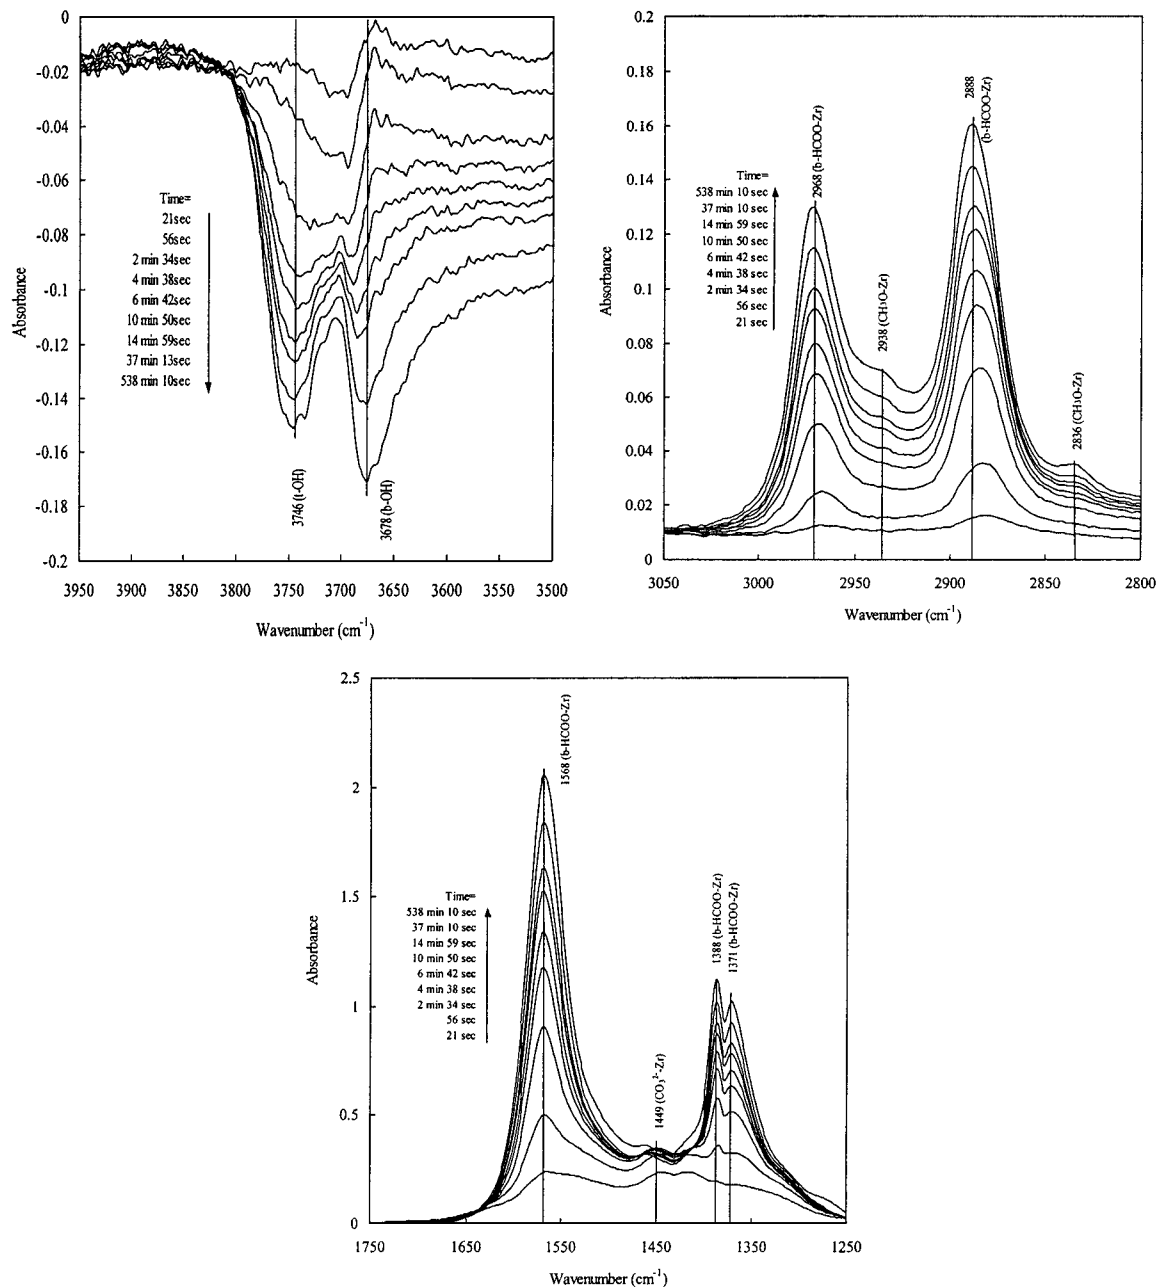 0
-0.02
-0.04
-0.06
-0.08
-0.1
-0.12
-0.14
-0.16
-0.18
-0.2
Absorbance
Time=
21sec
56sec
2 min 34sec
4 min 38sec
6 min 42sec
10 min 50sec
14 min 59sec
37 min 13sec
538 min 10sec
3746 (t-OH)
3678 (b-OH)
3950 3900 3850 3800 3750 3700 3650 3600 3550 3500
Wavenumber (cm⁻¹)
0.2
0.18
0.16
0.14
0.12
0.1
0.08
0.06
0.04
0.02
0
Absorbance
Time=
538 min 10 sec
37 min 10 sec
14 min 59 sec
10 min 50 sec
6 min 42 sec
4 min 38 sec
2 min 34 sec
56 sec
21 sec
2968 (b-HCOO-Zr)
2938 (CH³O-Zr)
2888
(b-HCOO-Zr)
2836 (CH³O-Zr)
3050 3000 2950 2900 2850 2800
Wavenumber (cm⁻¹)
2.5
2
1.5
1
0.5
0
Absorbance
Time=
538 min 10 sec
37 min 10 sec
14 min 59 sec
10 min 50 sec
6 min 42 sec
4 min 38 sec
2 min 34 sec
56 sec
21 sec
1568 (b-HCOO-Zr)
1449 (CO₃²⁻-Zr)
1388 (b-HCOO-Zr)
1371 (b-HCOO-Zr)
1750 1650 1550 1450 1350 1250
Wavenumber (cm⁻¹)